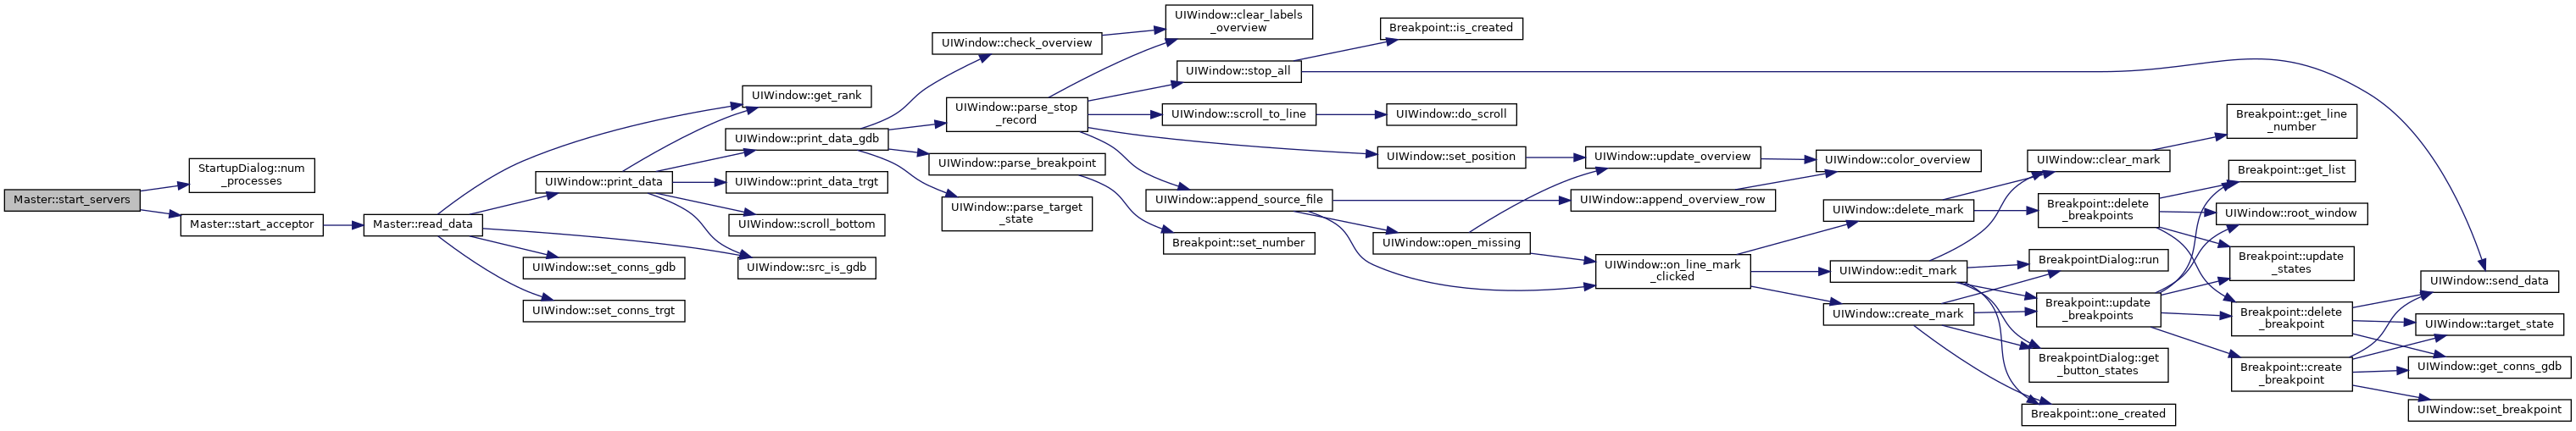 Master::start_servers
StartupDialog::num
_processes
Master::start_acceptor
Master::read_data
UIWindow::get_rank
UIWindow::print_data
UIWindow::set_conns_gdb
UIWindow::set_conns_trgt
UIWindow::print_data_gdb
UIWindow::print_data_trgt
UIWindow::scroll_bottom
UIWindow::src_is_gdb
UIWindow::check_overview
UIWindow::parse_stop
_record
UIWindow::parse_breakpoint
UIWindow::parse_target
_state
UIWindow::clear_labels
_overview
UIWindow::stop_all
UIWindow::scroll_to_line
UIWindow::append_source_file
Breakpoint::set_number
Breakpoint::is_created
UIWindow::do_scroll
UIWindow::set_position
UIWindow::open_missing
UIWindow::update_overview
UIWindow::append_overview_row
UIWindow::on_line_mark
_clicked
UIWindow::color_overview
UIWindow::delete_mark
UIWindow::edit_mark
UIWindow::create_mark
UIWindow::clear_mark
Breakpoint::delete
_breakpoints
BreakpointDialog::run
Breakpoint::update
_breakpoints
BreakpointDialog::get
_button_states
Breakpoint::one_created
Breakpoint::get_line
_number
Breakpoint::get_list
UIWindow::root_window
Breakpoint::update
_states
Breakpoint::delete
_breakpoint
Breakpoint::create
_breakpoint
UIWindow::send_data
UIWindow::target_state
UIWindow::get_conns_gdb
UIWindow::set_breakpoint